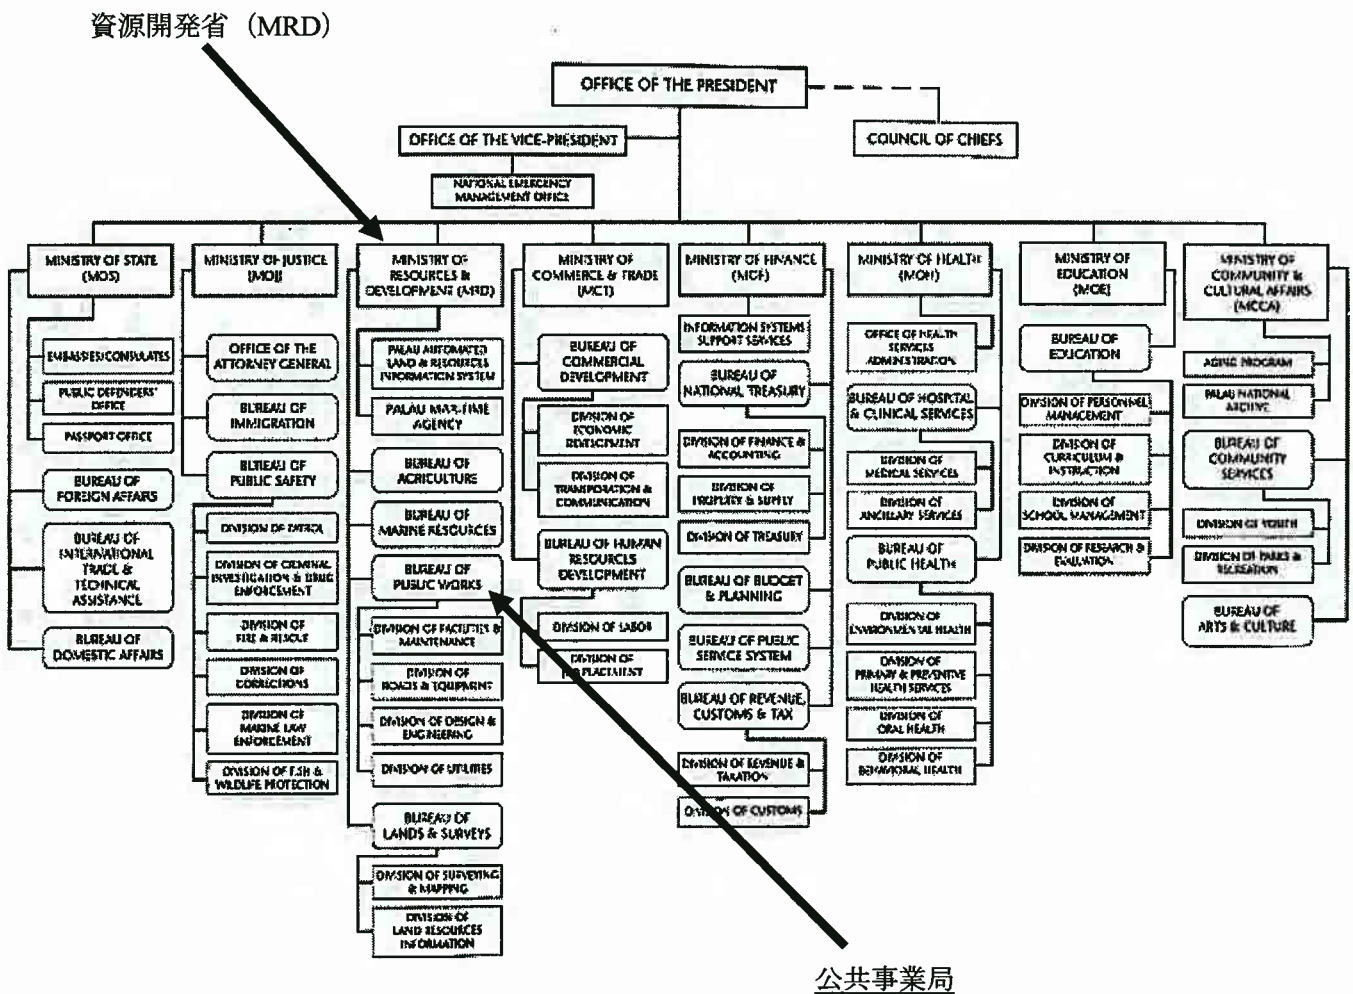 資源開発省（MRD）
OFFICE OF THE PRESIDENT
OFFICE OF THE VICE-PRESIDENT
COUNCIL OF CHIEFS
NATIONAL EMERGENCY
MANAGEMENT OFFICE
MINISTRY OF STATE
(MOS)
EMBASSIES/CONSULATES
PUBLIC DEFENDERS'
OFFICE
PASSPORT OFFICE
BUREAU OF
FOREIGN AFFAIRS
BUREAU OF
INTERNATIONAL
TRADE &
TECHNICAL
ASSISTANCE
BUREAU OF
DOMESTIC AFFAIRS
MINISTRY OF JUSTICE
(MOJ)
OFFICE OF THE
ATTORNEY GENERAL
BUREAU OF
IMMIGRATION
BUREAU OF
PUBLIC SAFETY
DIVISION OF PATROL
DIVISION OF CRIMINAL
INVESTIGATION & DRUG
ENFORCEMENT
DIVISION OF
FIRE & RESCUE
DIVISION OF
CORRECTIONS
DIVISION OF
MARINE LAW
ENFORCEMENT
DIVISION OF FISH &
WILDLIFE PROTECTION
MINISTRY OF
RESOURCES &
DEVELOPMENT (MRD)
PALAU AUTOMATED
LAND & RESOURCES
INFORMATION SYSTEM
PALAU MARITIME
AGENCY
BUREAU OF
AGRICULTURE
BUREAU OF
MARINE RESOURCES
BUREAU OF
PUBLIC WORKS
DIVISION OF FACILITIES &
MAINTENANCE
DIVISION OF
ROADS & EQUIPMENT
DIVISION OF DESIGN &
ENGINEERING
DIVISION OF UTILITIES
BUREAU OF
LANDS & SURVEYS
DIVISION OF SURVEYING
& MAPPING
DIVISION OF
LAND RESOURCES
INFORMATION
MINISTRY OF
COMMERCE & TRADE
(MCT)
BUREAU OF
COMMERCIAL
DEVELOPMENT
DIVISION OF
ECONOMIC
DEVELOPMENT
DIVISION OF
TRANSPORTATION &
COMMUNICATION
BUREAU OF HUMAN
RESOURCES
DEVELOPMENT
DIVISION OF LABOR
DIVISION OF
JOB PLACEMENT
MINISTRY OF FINANCE
(MOF)
INFORMATION SYSTEMS
SUPPORT SERVICES
BUREAU OF
NATIONAL TREASURY
DIVISION OF FINANCE &
ACCOUNTING
DIVISION OF
PROPERTY & SUPPLY
DIVISION OF TREASURY
BUREAU OF BUDGET
& PLANNING
BUREAU OF PUBLIC
SERVICE SYSTEM
BUREAU OF REVENUE,
CUSTOMS & TAX
DIVISION OF REVENUE &
TAXATION
DIVISION OF CUSTOMS
MINISTRY OF HEALTH
(MOH)
OFFICE OF HEALTH
SERVICES
ADMINISTRATION
BUREAU OF HOSPITAL
& CLINICAL SERVICES
DIVISION OF
MEDICAL SERVICES
DIVISION OF
ANCILLARY SERVICES
BUREAU OF
PUBLIC HEALTH
DIVISION OF
ENVIRONMENTAL HEALTH
DIVISION OF
PRIMARY & PREVENTIVE
HEALTH SERVICES
DIVISION OF
ORAL HEALTH
DIVISION OF
BEHAVIORAL HEALTH
MINISTRY OF
EDUCATION
(MOE)
BUREAU OF
EDUCATION
DIVISION OF PERSONNEL
MANAGEMENT
DIVISION OF
CURRICULUM &
INSTRUCTION
DIVISION OF
SCHOOL MANAGEMENT
DIVISION OF RESEARCH &
EVALUATION
MINISTRY OF
COMMUNITY &
CULTURAL AFFAIRS
(MCCA)
AGING PROGRAM
PALAU NATIONAL
ARCHIVE
BUREAU OF
COMMUNITY
SERVICES
DIVISION OF YOUTH
DIVISION OF PARKS &
RECREATION
BUREAU OF
ARTS & CULTURE
公共事業局